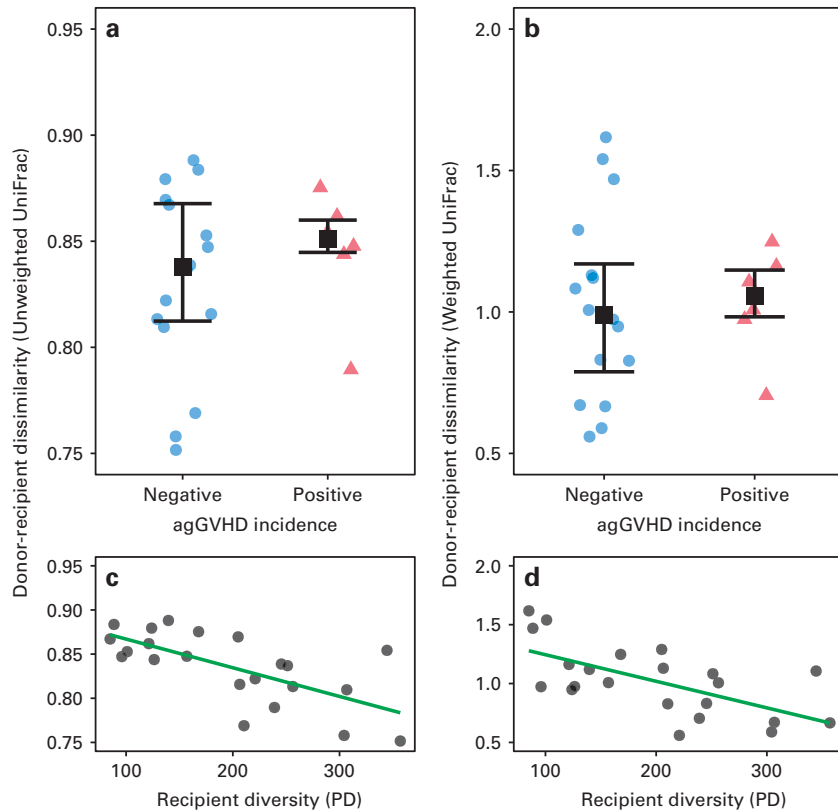 a
Donor-recipient dissimilarity (Unweighted UniFrac)
0.95
0.90
0.85
0.80
0.75
Negative
Positive
agGVHD incidence
b
Donor-recipient dissimilarity (Weighted UniFrac)
2.0
1.5
1.0
0.5
Negative
Positive
agGVHD incidence
c
0.95
0.90
0.85
0.75
100
200
300
Recipient diversity (PD)
d
2.0
1.5
1.0
0.5
100
200
300
Recipient diversity (PD)